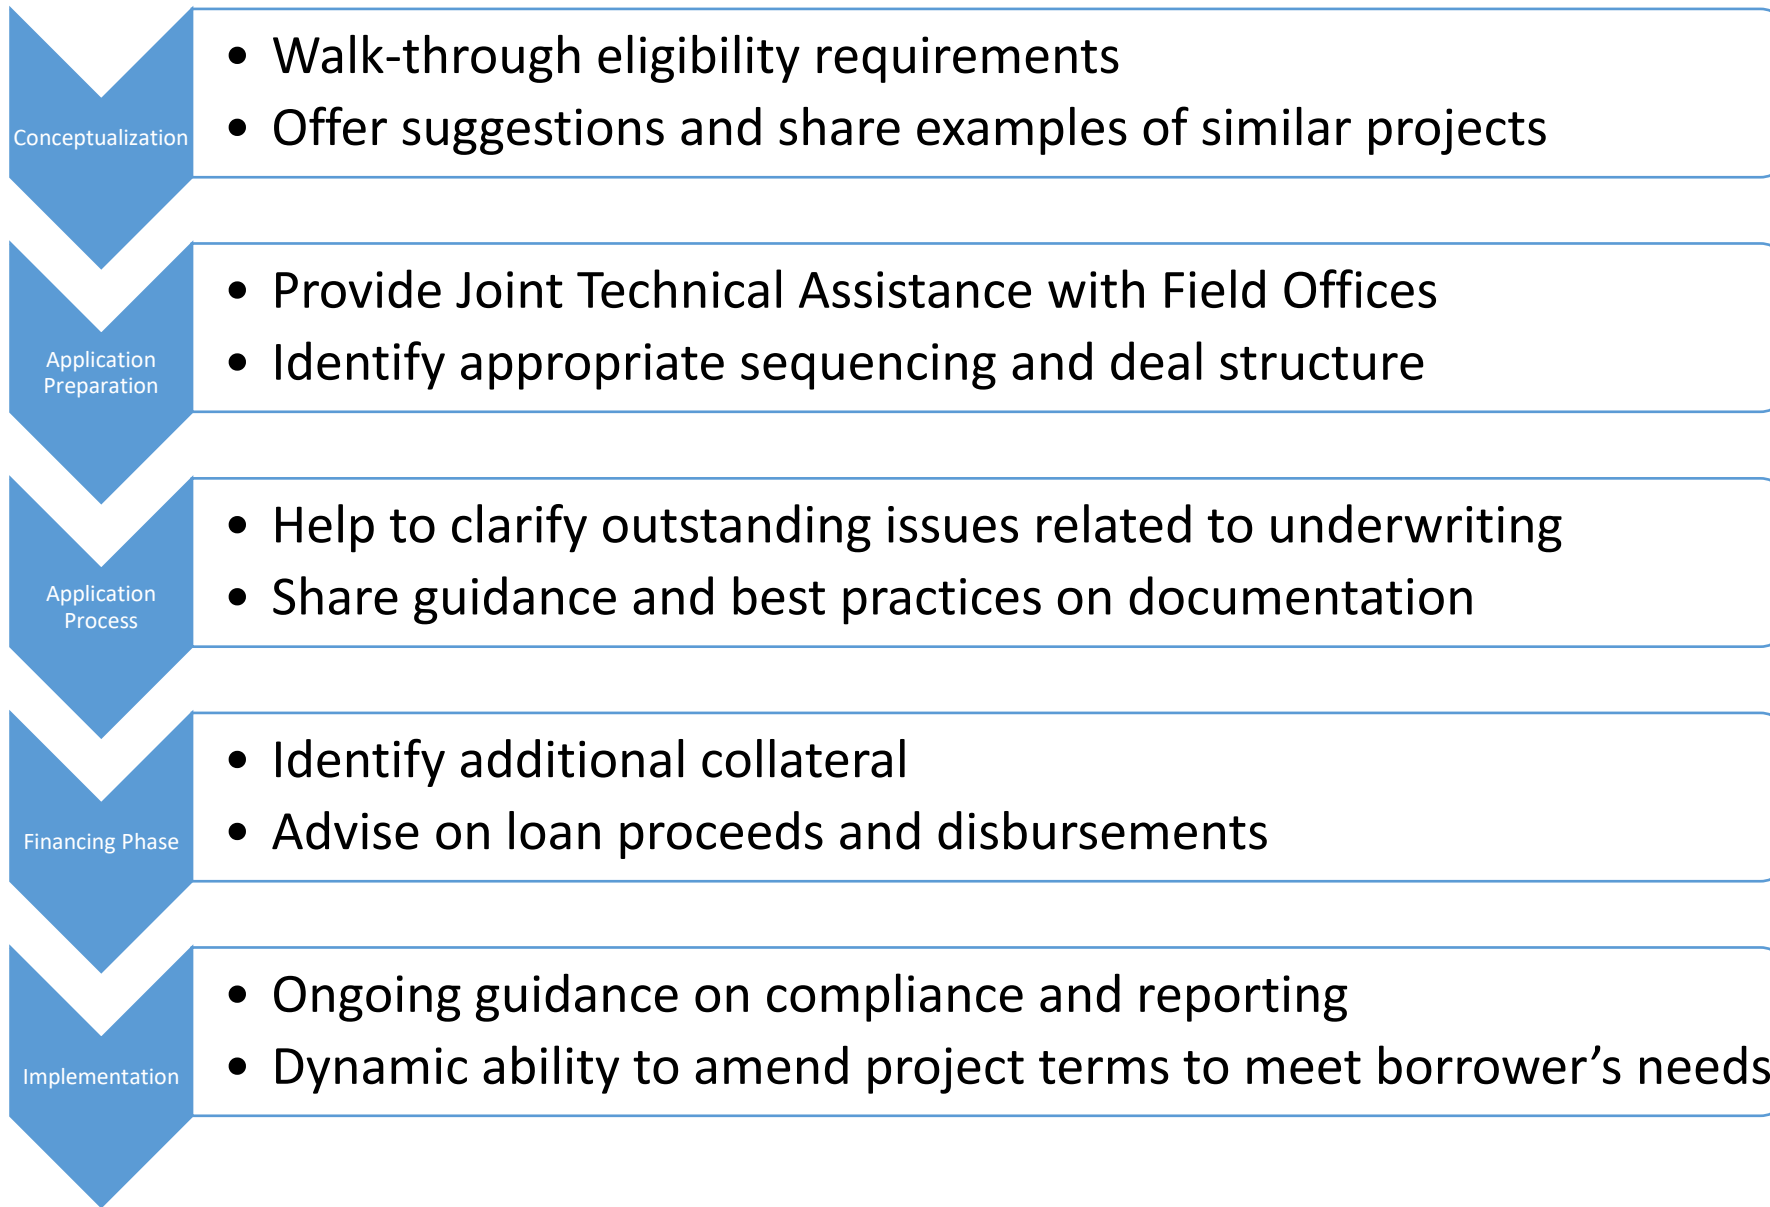 Conceptualization
• Walk-through eligibility requirements
• Offer suggestions and share examples of similar projects
Application
Preparation
• Provide Joint Technical Assistance with Field Offices
• Identify appropriate sequencing and deal structure
Application
Process
• Help to clarify outstanding issues related to underwriting
• Share guidance and best practices on documentation
Financing Phase
• Identify additional collateral
• Advise on loan proceeds and disbursements
Implementation
• Ongoing guidance on compliance and reporting
• Dynamic ability to amend project terms to meet borrower’s needs